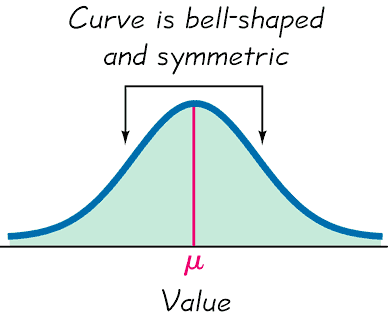 Curve is bell-shaped
and symmetric
μ
Value